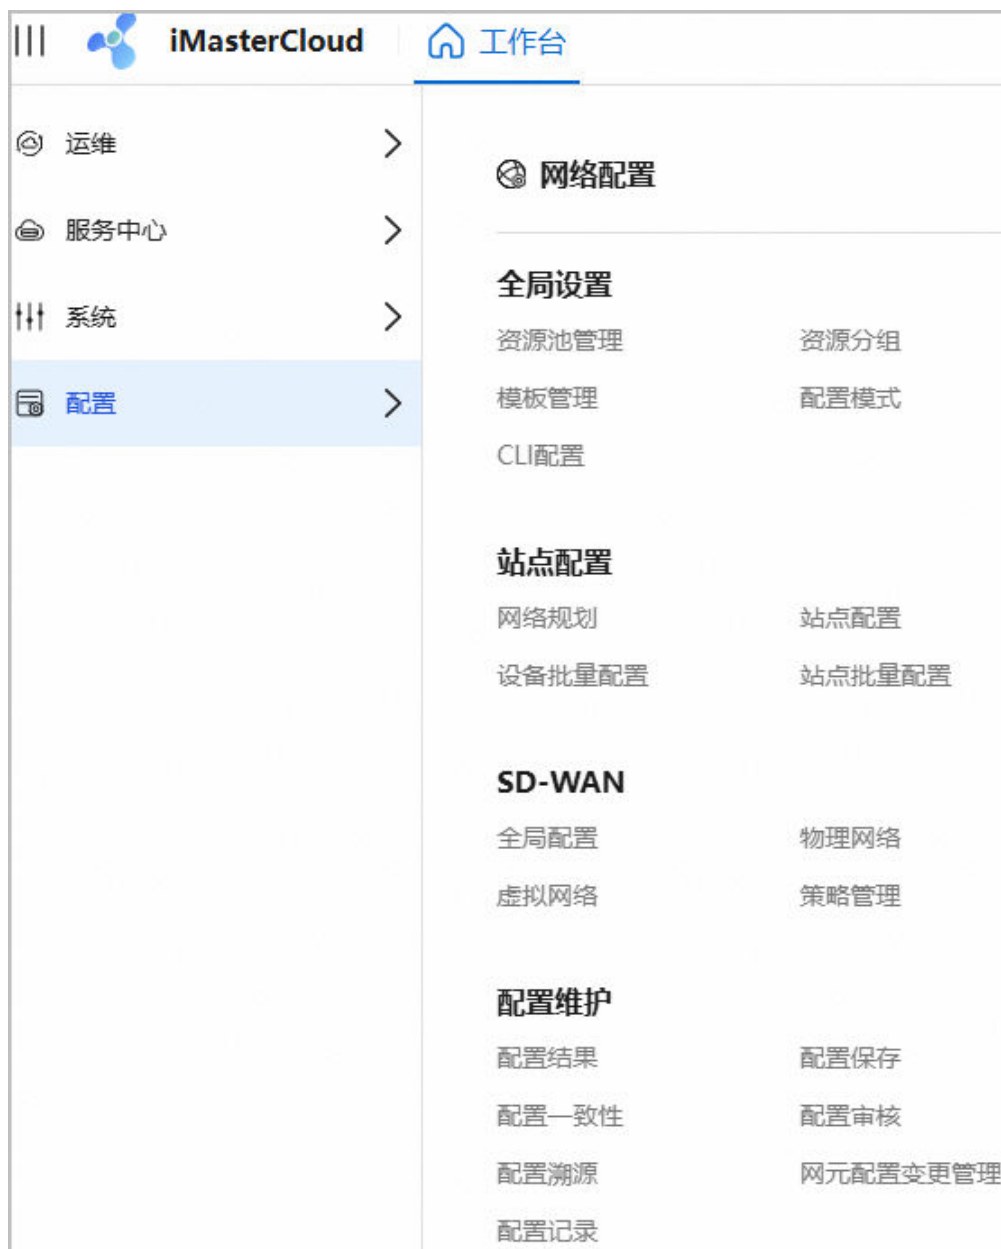 iMasterCloud 工作台
运维
服务中心
系统
配置
网络配置
全局设置
资源池管理 资源分组
模板管理 配置模式
CLI配置
站点配置
网络规划 站点配置
设备批量配置 站点批量配置
SD-WAN
全局配置 物理网络
虚拟网络 策略管理
配置维护
配置结果 配置保存
配置一致性 配置审核
配置溯源 网元配置变更管理
配置记录